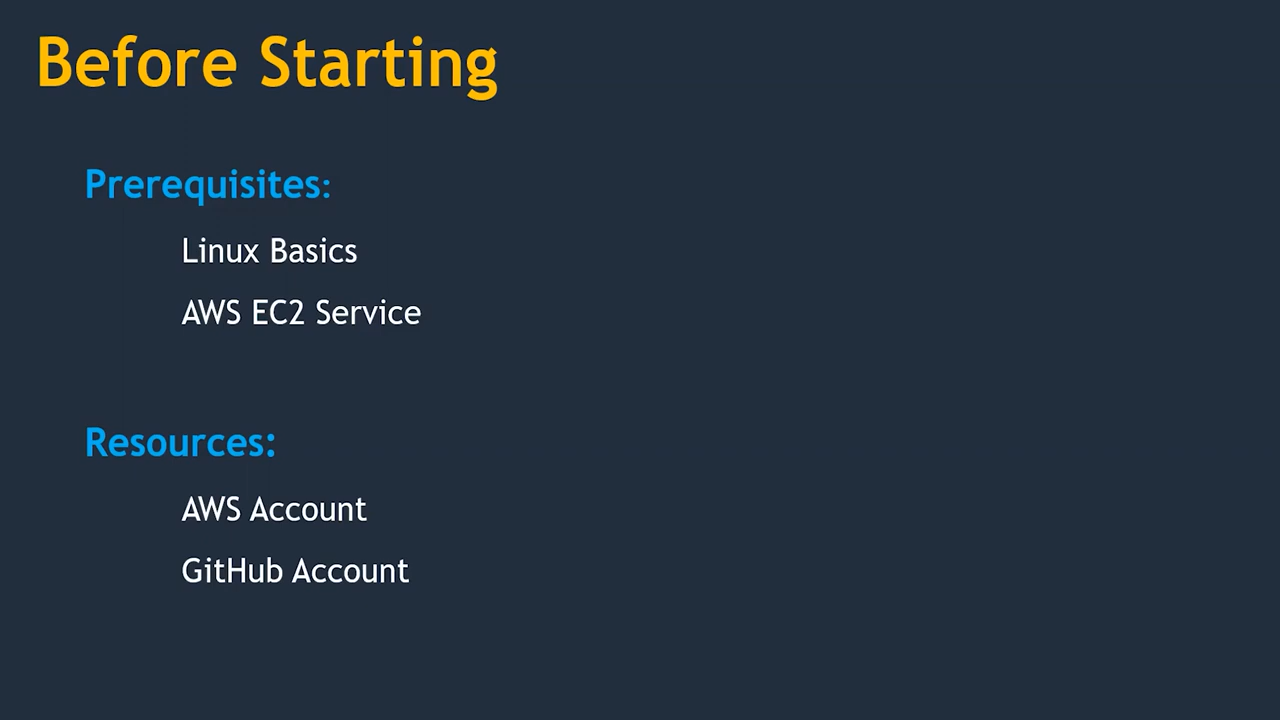 Before Starting
Prerequisites:
Linux Basics
AWS EC2 Service
Resources:
AWS Account
GitHub Account